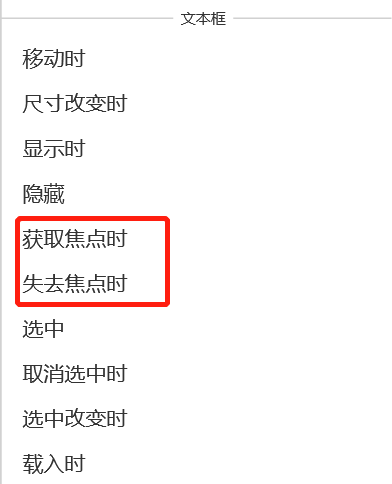 文本框
移动时
尺寸改变时
显示时
隐藏
获取焦点时
失去焦点时
选中
取消选中时
选中改变时
载入时